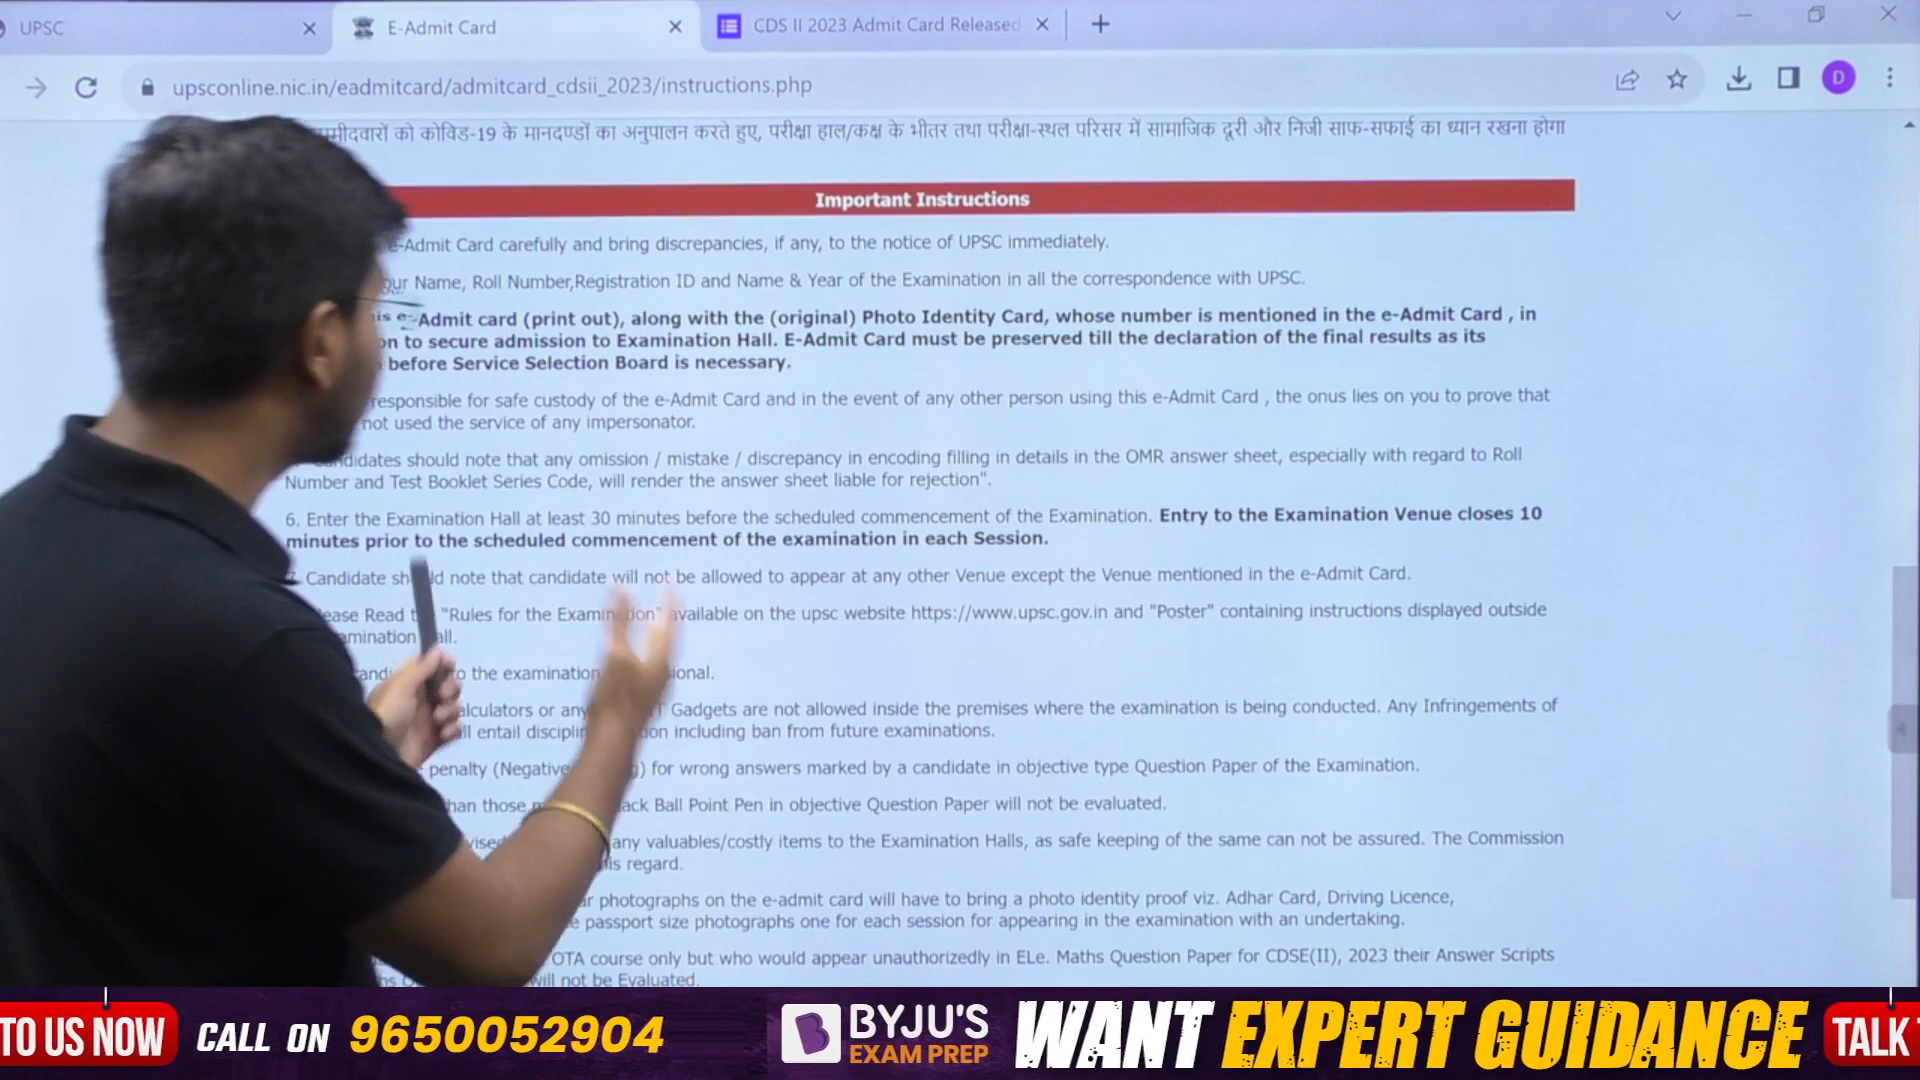 UPSC
E-Admit Card
CDS II 2023 Admit Card Released
upsconline.nic.in/eadmitcard/admitcard_cdsii_2023/instructions.php
D
को कोविड-19 के मानदण्डों का अनुपालन करते हुए, परीक्षा हाल/कक्ष के भीतर तथा परीक्षा-स्थल परिसर में सामाजिक दूरी और निजी साफ-सफाई का ध्यान रखना होगा
Important Instructions
e-Admit Card carefully and bring discrepancies, if any, to the notice of UPSC immediately.
Name, Roll Number,Registration ID and Name & Year of the Examination in all the correspondence with UPSC.
Admit card (print out), along with the (original) Photo Identity Card, whose number is mentioned in the e-Admit Card , in
to secure admission to Examination Hall. E-Admit Card must be preserved till the declaration of the final results as its
before Service Selection Board is necessary.
responsible for safe custody of the e-Admit Card and in the event of any other person using this e-Admit Card , the onus lies on you to prove that
not used the service of any impersonator.
should note that any omission / mistake / discrepancy in encoding filling in details in the OMR answer sheet, especially with regard to Roll
Number and Test Booklet Series Code, will render the answer sheet liable for rejection".
6. Enter the Examination Hall at least 30 minutes before the scheduled commencement of the Examination. Entry to the Examination Venue closes 10
minutes prior to the scheduled commencement of the examination in each Session.
Candidate note that candidate will not be allowed to appear at any other Venue except the Venue mentioned in the e-Admit Card.
Read "Rules for the Examination" available on the upsc website https://www.upsc.gov.in and "Poster" containing instructions displayed outside
to the examination
or any Gadgets are not allowed inside the premises where the examination is being conducted. Any Infringements of
entail including ban from future examinations.
penalty (Negative for wrong answers marked by a candidate in objective type Question Paper of the Examination.
than those Ball Point Pen in objective Question Paper will not be evaluated.
any valuables/costly items to the Examination Halls, as safe keeping of the same can not be assured. The Commission
regard.
photographs on the e-admit card will have to bring a photo identity proof viz. Adhar Card, Driving Licence,
passport size photographs one for each session for appearing in the examination with an undertaking.
OTA course only but who would appear unauthorizedly in ELe. Maths Question Paper for CDSE(II), 2023 their Answer Scripts
will not be Evaluated.
TO US NOW CALL ON 9650052904 BYJU'S EXAM PREP WANT EXPERT GUIDANCE TALK